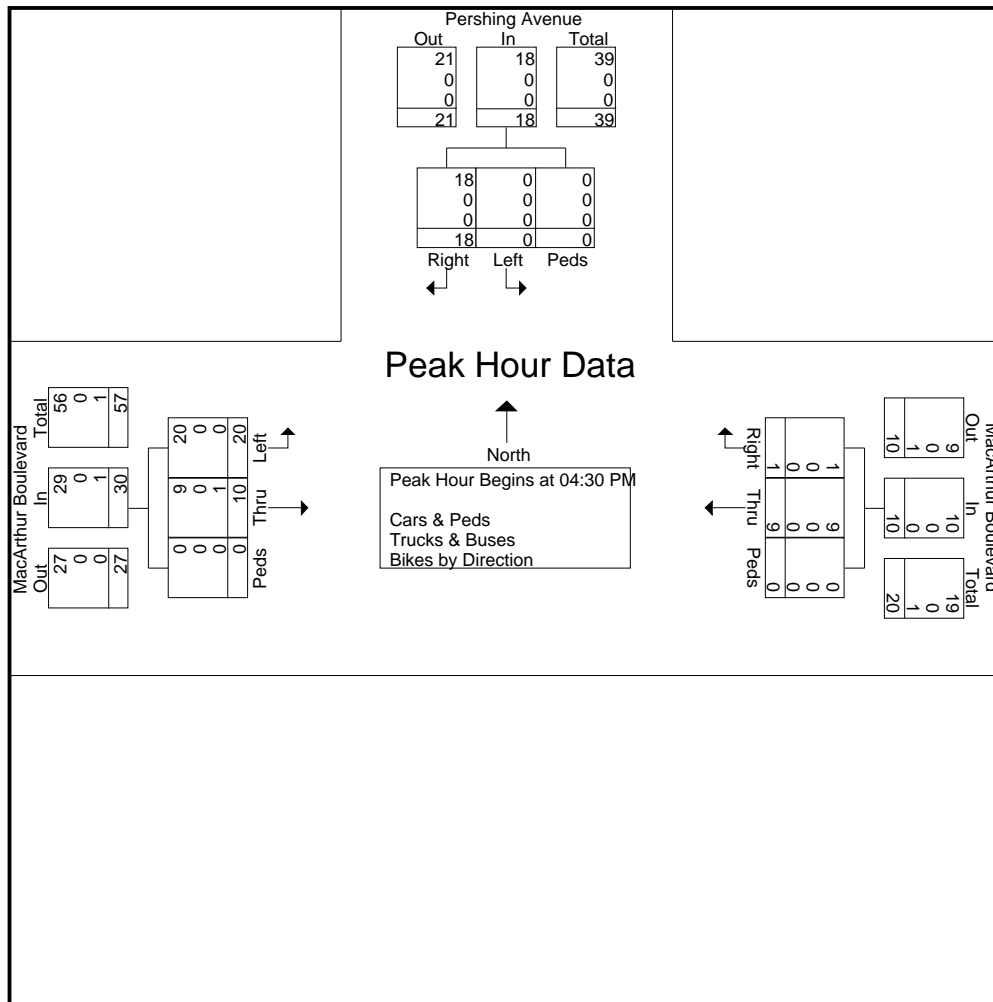 Pershing Avenue
Out In Total
21 18 39
0 0 0
0 0 0
21 18 39
18 0 0
0 0 0
0 0 0
18 0 0
Right Left Peds
Peak Hour Data
North
Peak Hour Begins at 04:30 PM
Cars & Peds
Trucks & Buses
Bikes by Direction
MacArthur Boulevard
Out In Total
27 29 56
0 0 0
0 1 1
27 30 57
Peds Thru Left
0 9 20
0 0 0
0 1 0
0 10 20
MacArthur Boulevard
Out In Total
9 10 19
0 0 0
1 0 1
10 10 20
Right Thru Peds
1 9 0
0 0 0
0 0 0
1 9 0